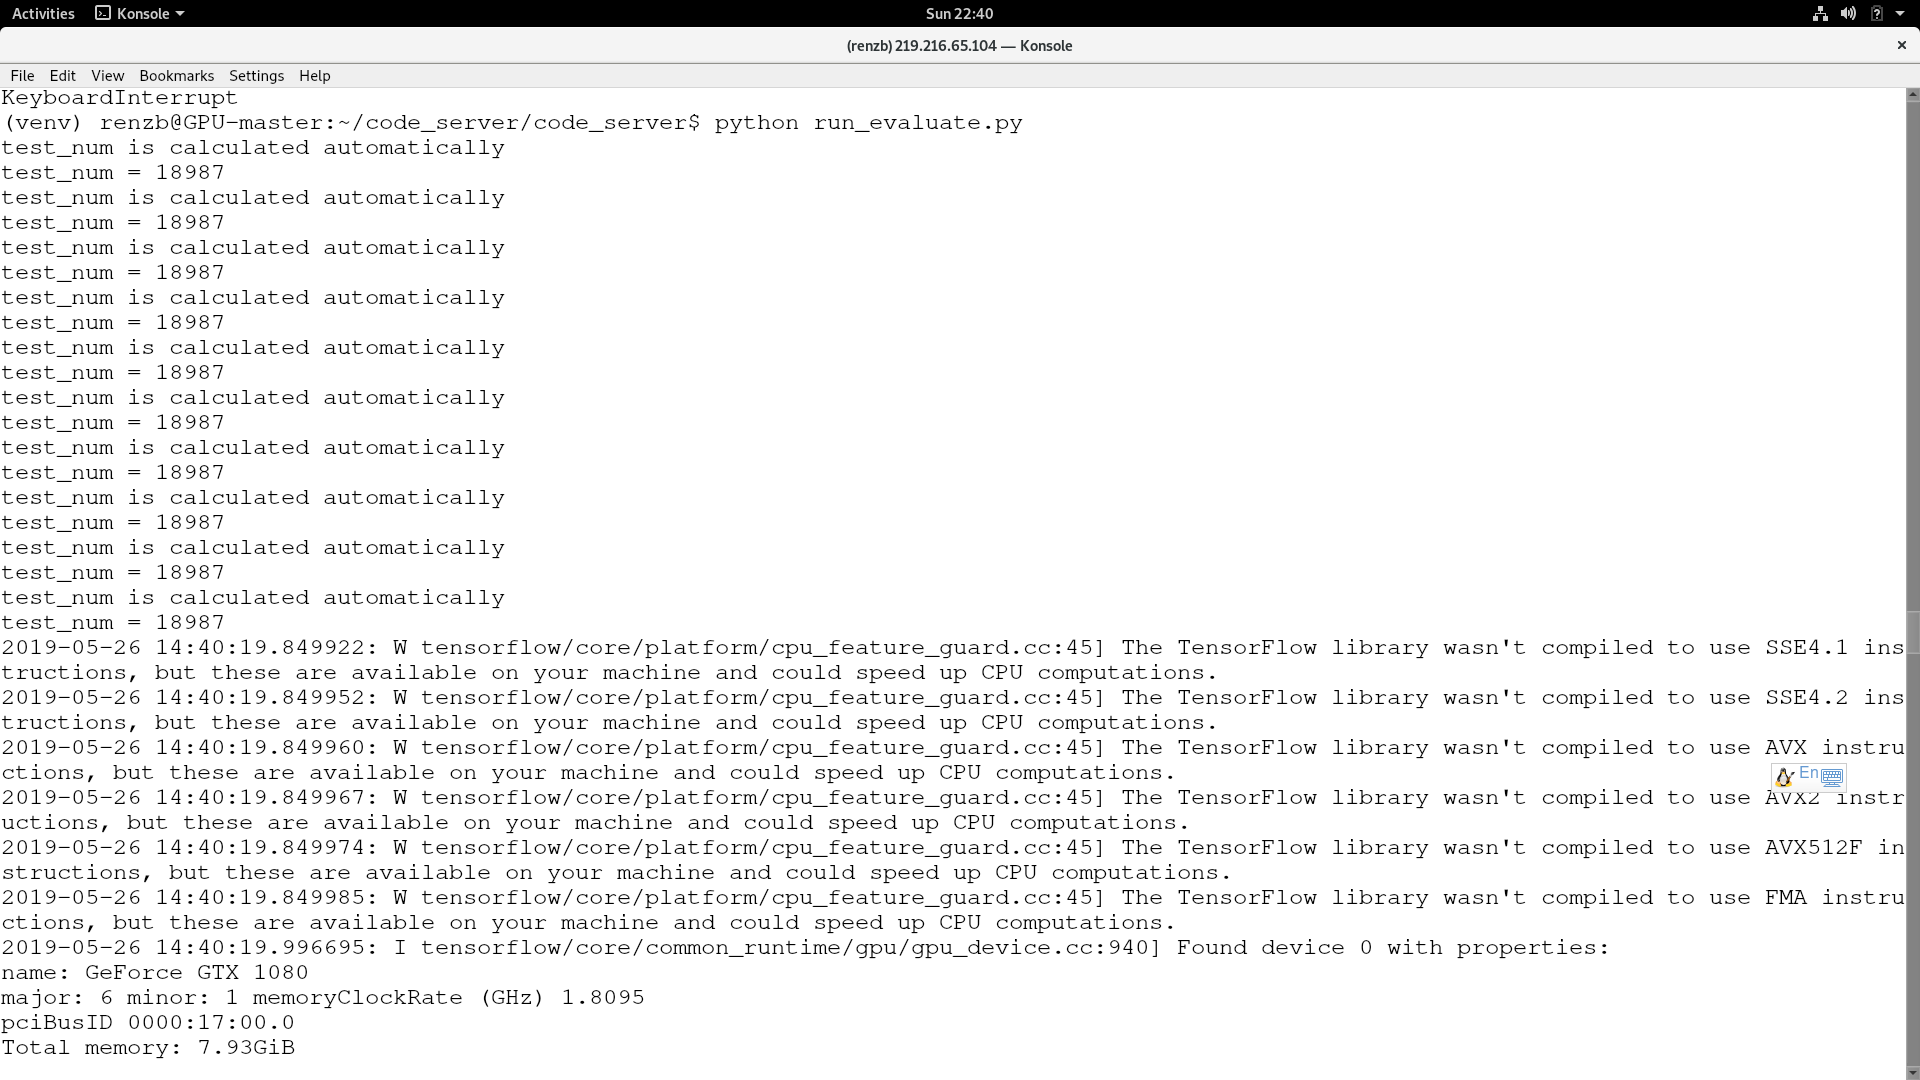 Activities Konsole Sun 22:40
(renzb) 219.216.65.104 — Konsole
File Edit View Bookmarks Settings Help
KeyboardInterrupt
(venv) renzb@GPU-master:~/code_server/code_server$ python run_evaluate.py
test_num is calculated automatically
test_num = 18987
test_num is calculated automatically
test_num = 18987
test_num is calculated automatically
test_num = 18987
test_num is calculated automatically
test_num = 18987
test_num is calculated automatically
test_num = 18987
test_num is calculated automatically
test_num = 18987
test_num is calculated automatically
test_num = 18987
test_num is calculated automatically
test_num = 18987
test_num is calculated automatically
test_num = 18987
test_num is calculated automatically
test_num = 18987
2019-05-26 14:40:19.849922: W tensorflow/core/platform/cpu_feature_guard.cc:45] The TensorFlow library wasn't compiled to use SSE4.1 ins
tructions, but these are available on your machine and could speed up CPU computations.
2019-05-26 14:40:19.849952: W tensorflow/core/platform/cpu_feature_guard.cc:45] The TensorFlow library wasn't compiled to use SSE4.2 ins
tructions, but these are available on your machine and could speed up CPU computations.
2019-05-26 14:40:19.849960: W tensorflow/core/platform/cpu_feature_guard.cc:45] The TensorFlow library wasn't compiled to use AVX instru
ctions, but these are available on your machine and could speed up CPU computations.
En
2019-05-26 14:40:19.849967: W tensorflow/core/platform/cpu_feature_guard.cc:45] The TensorFlow library wasn't compiled to use AVX2 instr
uctions, but these are available on your machine and could speed up CPU computations.
2019-05-26 14:40:19.849974: W tensorflow/core/platform/cpu_feature_guard.cc:45] The TensorFlow library wasn't compiled to use AVX512F in
structions, but these are available on your machine and could speed up CPU computations.
2019-05-26 14:40:19.849985: W tensorflow/core/platform/cpu_feature_guard.cc:45] The TensorFlow library wasn't compiled to use FMA instru
ctions, but these are available on your machine and could speed up CPU computations.
2019-05-26 14:40:19.996695: I tensorflow/core/common_runtime/gpu/gpu_device.cc:940] Found device 0 with properties:
name: GeForce GTX 1080
major: 6 minor: 1 memoryClockRate (GHz) 1.8095
pciBusID 0000:17:00.0
Total memory: 7.93GiB